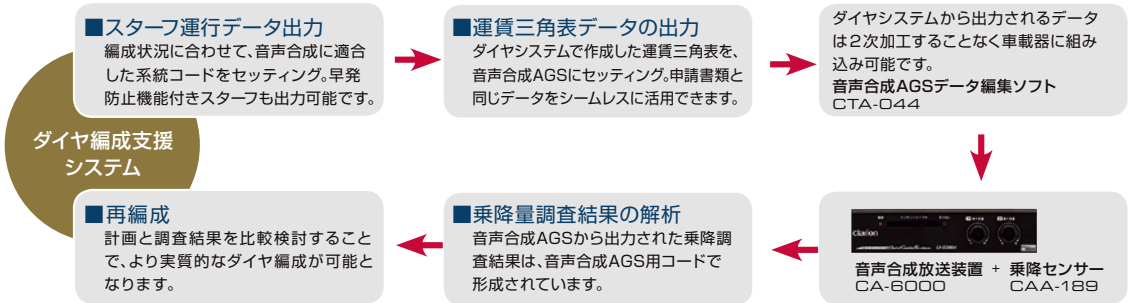 ■スターフ運行データ出力
編成状況に合わせて、音声合成に適合
した系統コードをセッティング。早発
防止機能付きスターフも出力可能です。
■運賃三角表データの出力
ダイヤシステムで作成した運賃三角表を、
音声合成AGSにセッティング。申請書類と
同じデータをシームレスに活用できます。
ダイヤシステムから出力されるデータ
は2次加工することなく車載器に組み
込み可能です。
音声合成AGSデータ編集ソフト
CTA-044
ダイヤ編成支援
システム
clarion
音声合成放送装置 + 乗降センサー
CA-6000 CAA-189
■乗降量調査結果の解析
音声合成AGSから出力された乗降調
査結果は、音声合成AGS用コードで
形成されています。
■再編成
計画と調査結果を比較検討すること
で、より実質的なダイヤ編成が可能と
なります。